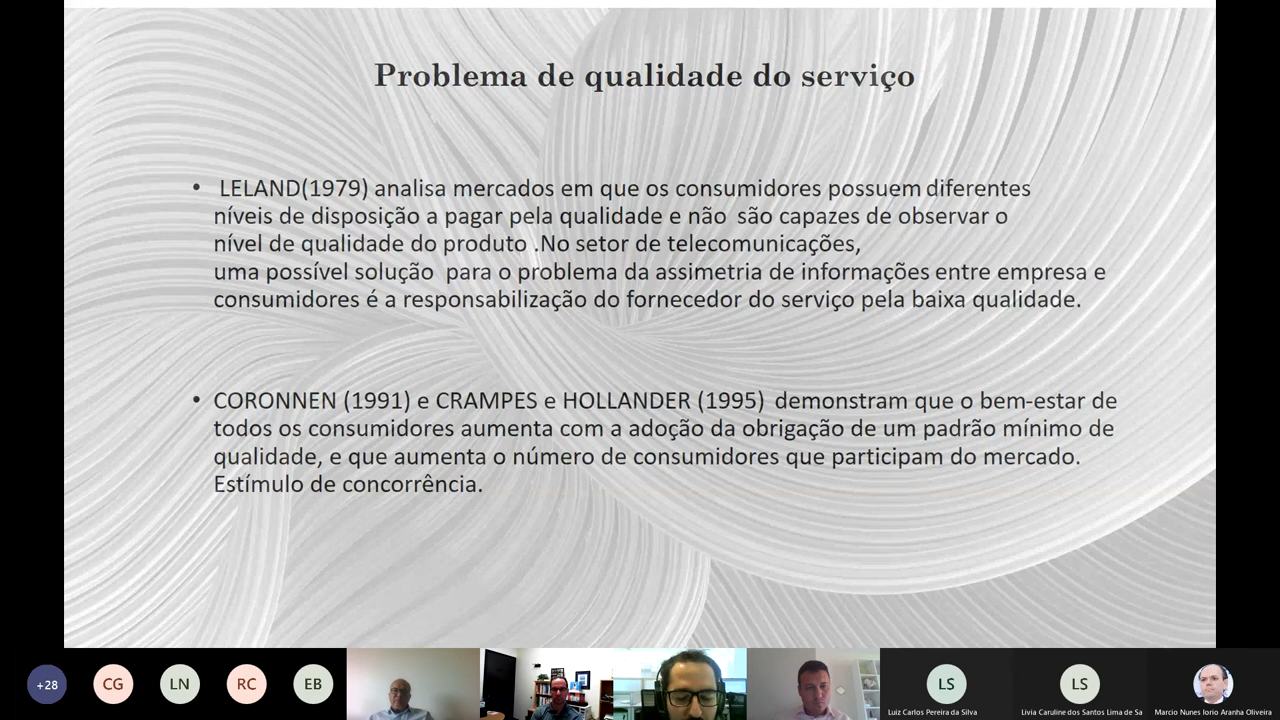 Problema de qualidade do serviço
• LELAND(1979) analisa mercados em que os consumidores possuem diferentes
níveis de disposição a pagar pela qualidade e não são capazes de observar o
nível de qualidade do produto .No setor de telecomunicações,
uma possível solução para o problema da assimetria de informações entre empresa e
consumidores é a responsabilização do fornecedor do serviço pela baixa qualidade.
• CORONNEN (1991) e CRAMPES e HOLLANDER (1995) demonstram que o bem-estar de
todos os consumidores aumenta com a adoção da obrigação de um padrão mínimo de
qualidade, e que aumenta o número de consumidores que participam do mercado.
Estímulo de concorrência.
+28 CG LN RC EB LS LS
Luiz Carlos Pereira da Silva Livia Caruline dos Santos Lima de Sa Marcio Nunes Iorio Aranha Oliveira